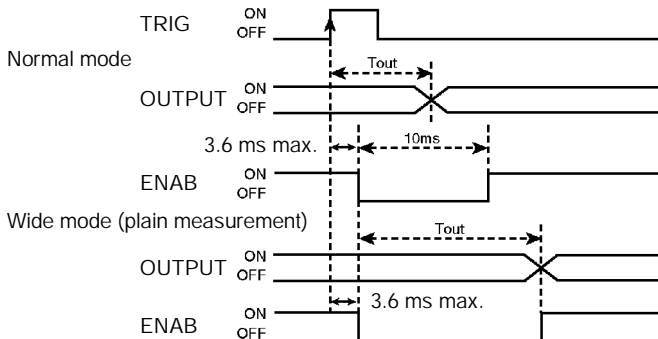 TRIG ON
OFF
Normal mode
Tout
OUTPUT ON
OFF
3.6 ms max. 10ms
ENAB ON
OFF
Wide mode (plain measurement)
Tout
OUTPUT ON
OFF
3.6 ms max.
ENAB ON
OFF